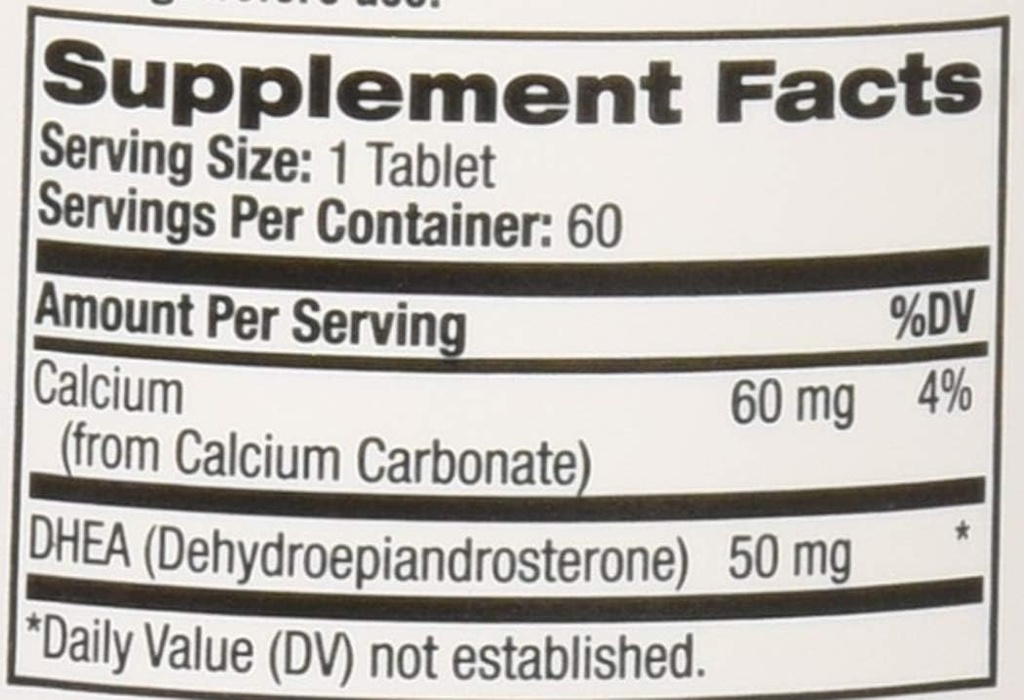 use.
Supplement Facts
Serving Size: 1 Tablet
Servings Per Container: 60
Amount Per Serving %DV
Calcium 60 mg 4%
(from Calcium Carbonate)
DHEA (Dehydroepiandrosterone) 50 mg *
*Daily Value (DV) not established.